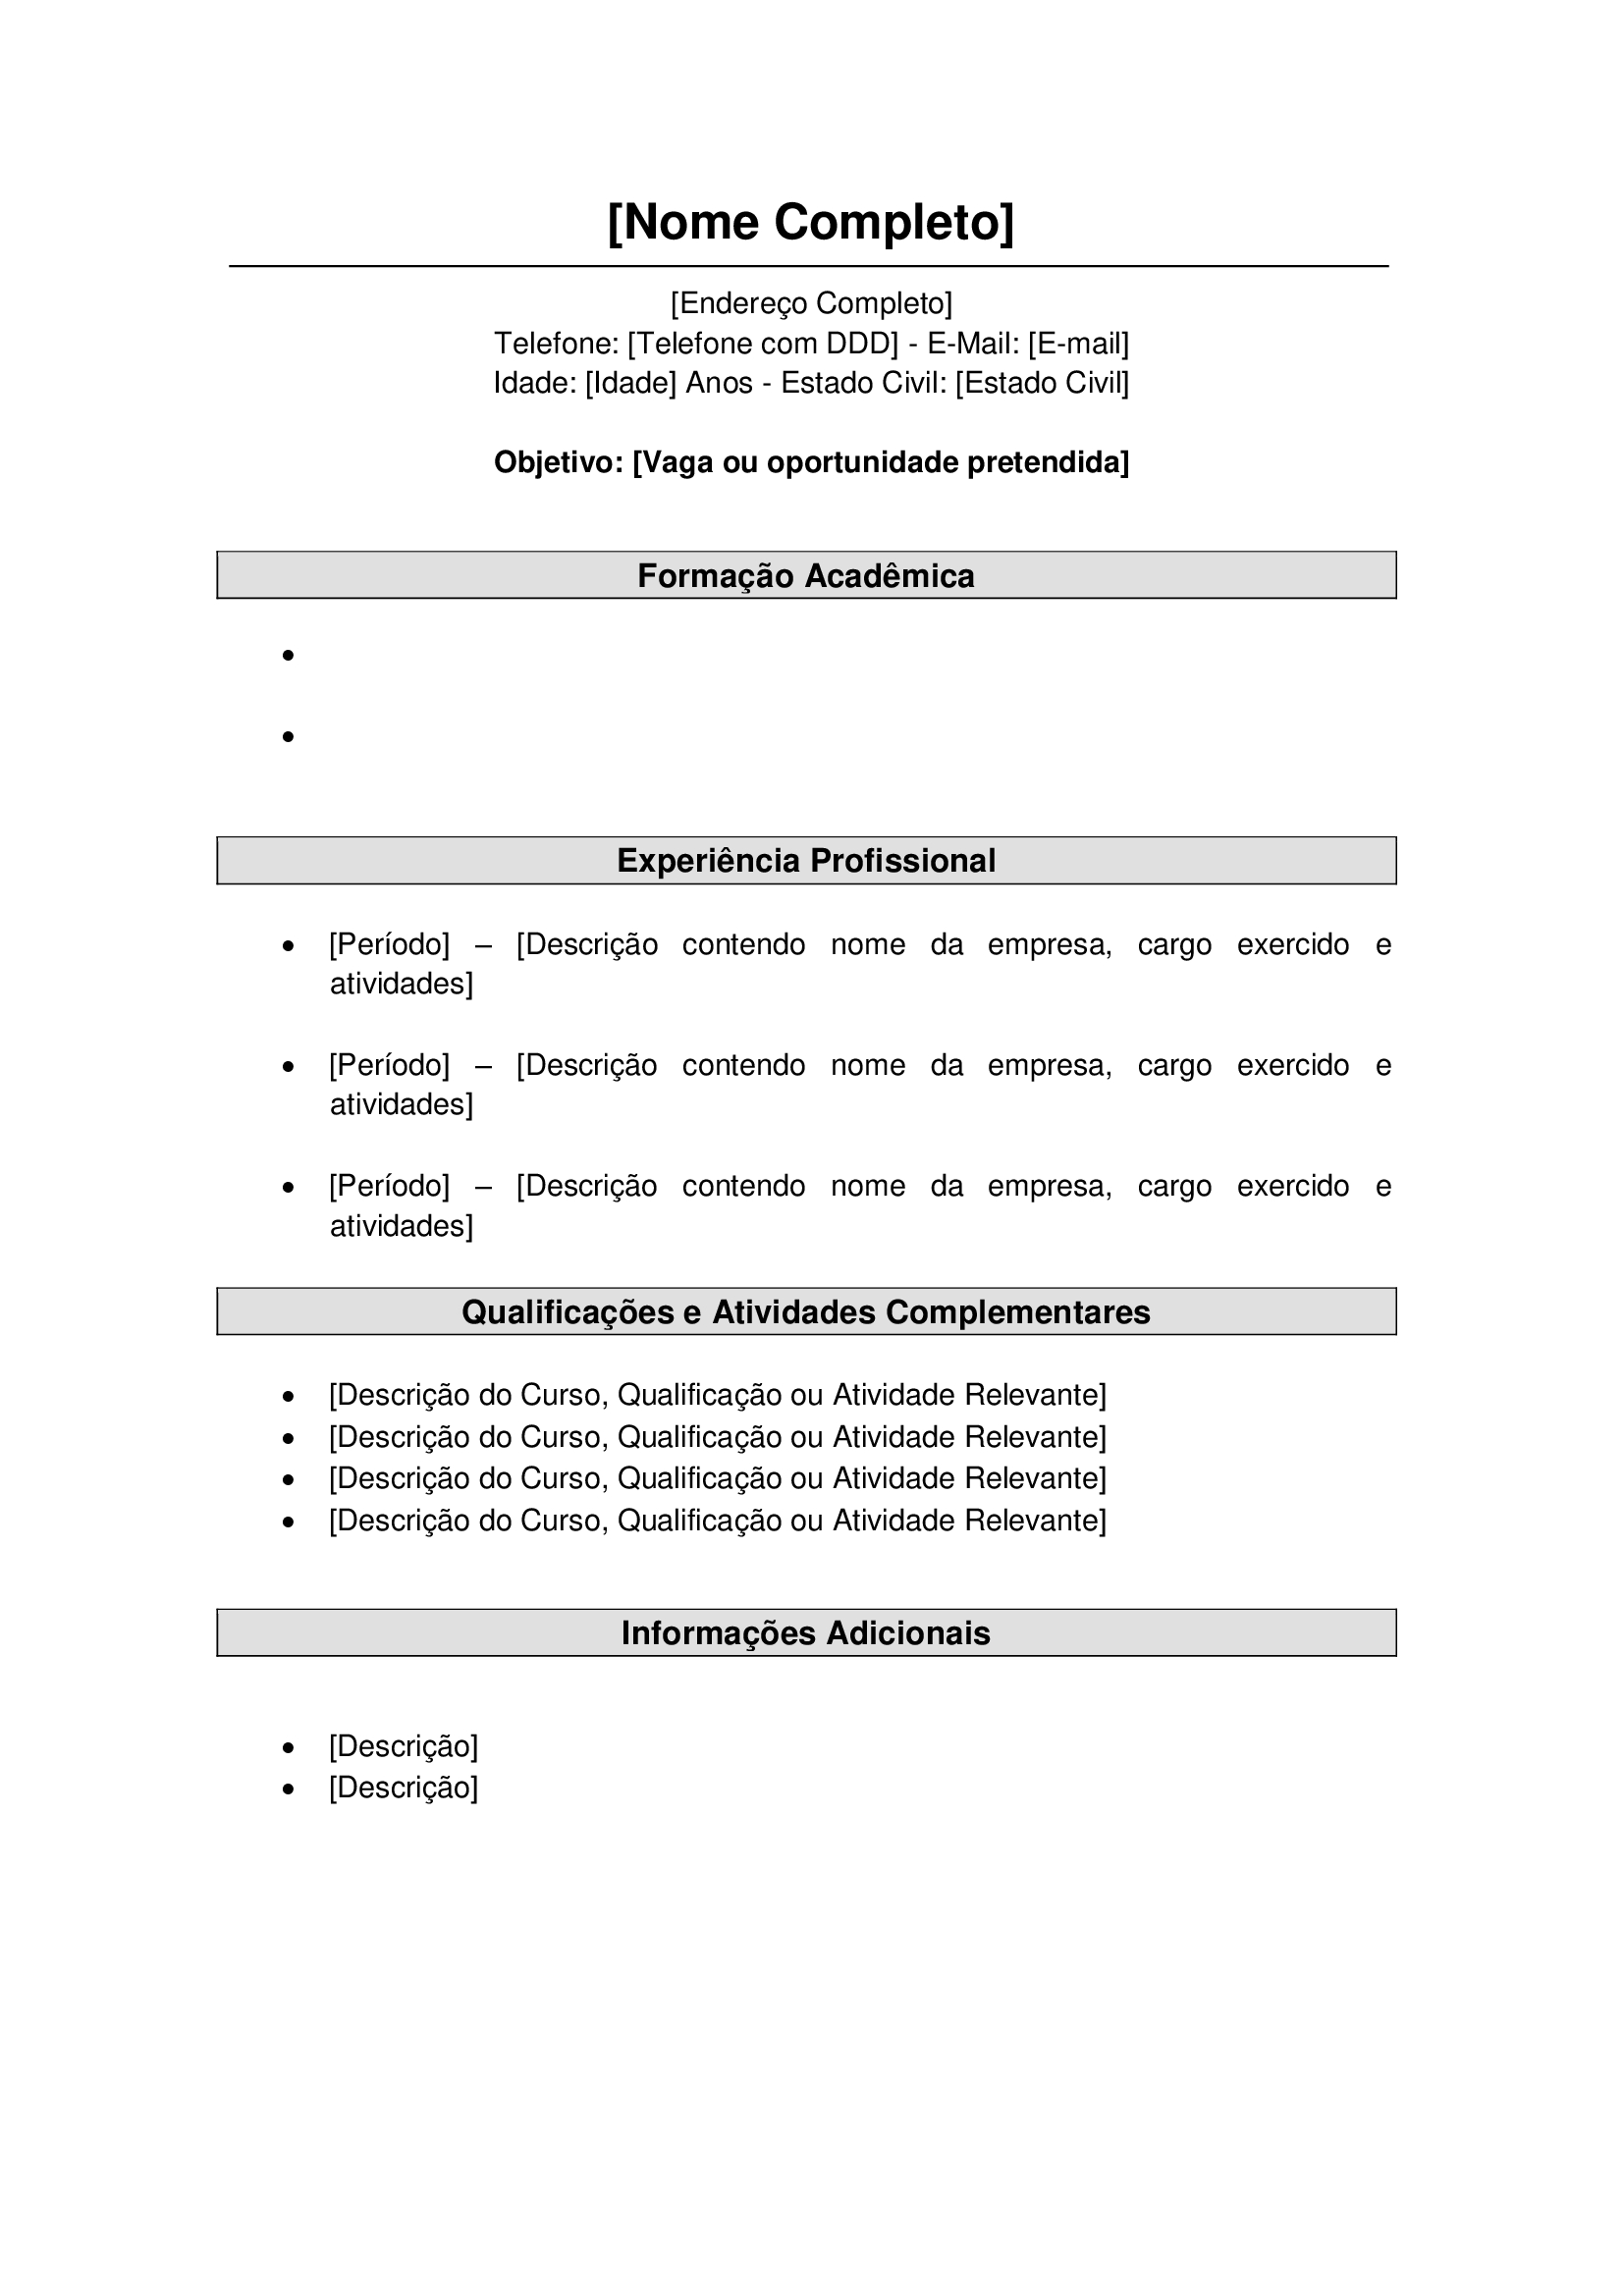 [Nome Completo]
[Endereço Completo]
Telefone: [Telefone com DDD] - E-Mail: [E-mail]
Idade: [Idade] Anos - Estado Civil: [Estado Civil]
Objetivo: [Vaga ou oportunidade pretendida]
Formação Acadêmica
•
•
Experiência Profissional
• [Período] – [Descrição contendo nome da empresa, cargo exercido e
atividades]
• [Período] – [Descrição contendo nome da empresa, cargo exercido e
atividades]
• [Período] – [Descrição contendo nome da empresa, cargo exercido e
atividades]
Qualificações e Atividades Complementares
• [Descrição do Curso, Qualificação ou Atividade Relevante]
• [Descrição do Curso, Qualificação ou Atividade Relevante]
• [Descrição do Curso, Qualificação ou Atividade Relevante]
• [Descrição do Curso, Qualificação ou Atividade Relevante]
Informações Adicionais
• [Descrição]
• [Descrição]